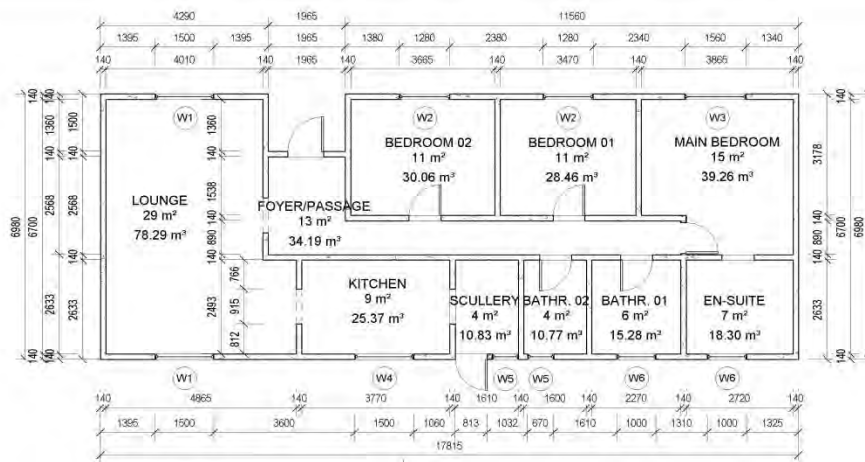 4290 1965 11560
1395 1500 1395 1965 1380 1280 2380 1280 2340 1560 1340
140 4010 140 1965 140 3665 140 3470 140 3865 140
W1 W2 W2 W3
140 1360 140 2568 140 2633 140
1500 2568 2633
6980 6700
1360 140 1538 140 890 140 2493
766 915 812
3178 140 890 140 2633 140
6700 6980
BEDROOM 02
11 m²
30.06 m³
BEDROOM 01
11 m²
28.46 m³
MAIN BEDROOM
15 m²
39.26 m³
LOUNGE
29 m²
78.29 m³
FOYER/PASSAGE
13 m²
34.19 m³
KITCHEN
9 m²
25.37 m³
SCULLERY
4 m²
10.83 m³
BATHR. 02
4 m²
10.77 m³
BATHR. 01
6 m²
15.28 m³
EN-SUITE
7 m²
18.30 m³
W1 W4 W5 W5 W6 W6
140 4865 140 3770 140 1610 140 1600 140 2270 140 2720 140
1395 1500 3600 1500 1060 813 1032 670 1610 1000 1310 1000 1325
17815